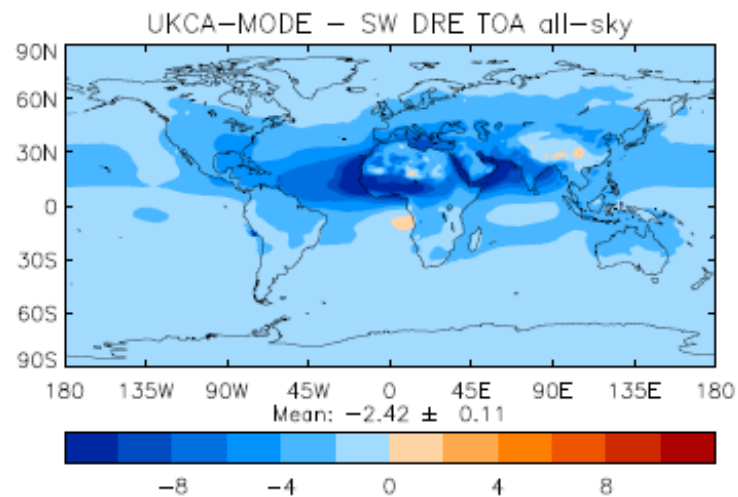 UKCA−MODE − SW DRE TOA all−sky
90N
60N
30N
0
30S
60S
90S
180 135W 90W 45W 0 45E 90E 135E 180
Mean: −2.42 ± 0.11
−8 −4 0 4 8